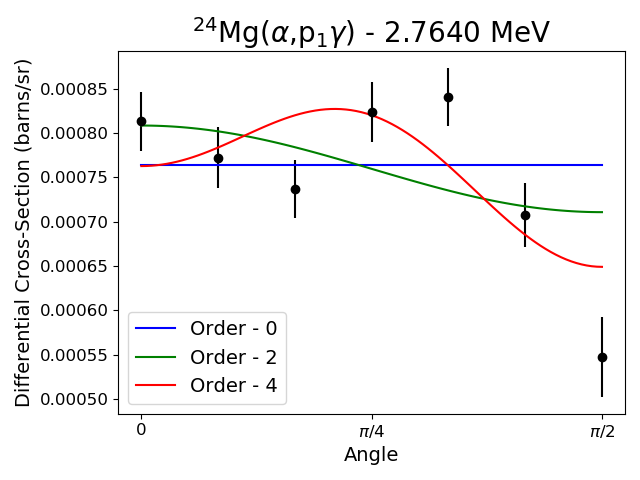 ²⁴Mg(α,p₁γ) - 2.7640 MeV
Differential Cross-Section (barns/sr)
0.00085
0.00080
0.00075
0.00070
0.00065
0.00060
0.00055
0.00050
Order - 0
Order - 2
Order - 4
0
π/4
π/2
Angle